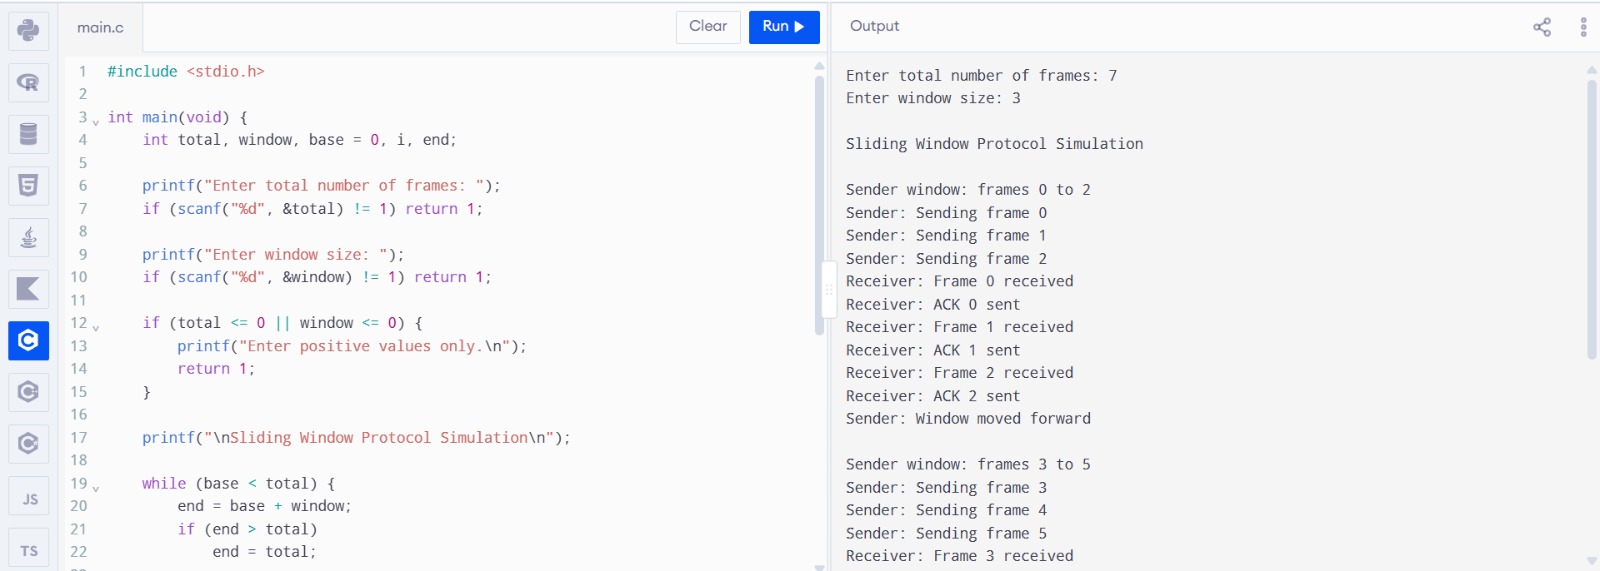 main.c
Clear
Run
1 #include <stdio.h>
2
3 int main(void) {
4     int total, window, base = 0, i, end;
5
6     printf("Enter total number of frames: ");
7     if (scanf("%d", &total) != 1) return 1;
8
9     printf("Enter window size: ");
10     if (scanf("%d", &window) != 1) return 1;
11
12     if (total <= 0 || window <= 0) {
13         printf("Enter positive values only.\n");
14         return 1;
15     }
16
17     printf("\nSliding Window Protocol Simulation\n");
18
19     while (base < total) {
20         end = base + window;
21         if (end > total)
22             end = total;
JS
TS
Output
Enter total number of frames: 7
Enter window size: 3
Sliding Window Protocol Simulation
Sender window: frames 0 to 2
Sender: Sending frame 0
Sender: Sending frame 1
Sender: Sending frame 2
Receiver: Frame 0 received
Receiver: ACK 0 sent
Receiver: Frame 1 received
Receiver: ACK 1 sent
Receiver: Frame 2 received
Receiver: ACK 2 sent
Sender: Window moved forward
Sender window: frames 3 to 5
Sender: Sending frame 3
Sender: Sending frame 4
Sender: Sending frame 5
Receiver: Frame 3 received